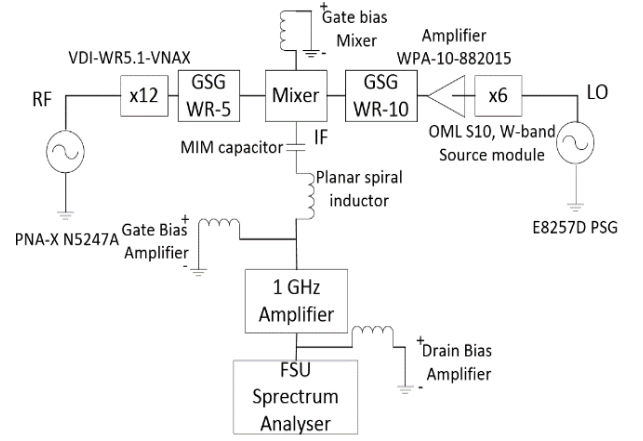 Gate bias
Mixer
+
-
VDI-WR5.1-VNAX
Amplifier
WPA-10-882015
RF
x12
GSG
WR-5
Mixer
GSG
WR-10
x6
LO
OML S10, W-band
Source module
MIM capacitor
IF
Planar spiral
inductor
PNA-X N5247A
Gate Bias
Amplifier
+
-
E8257D PSG
1 GHz
Amplifier
+
-
Drain Bias
Amplifier
FSU
Sprectrum
Analyser